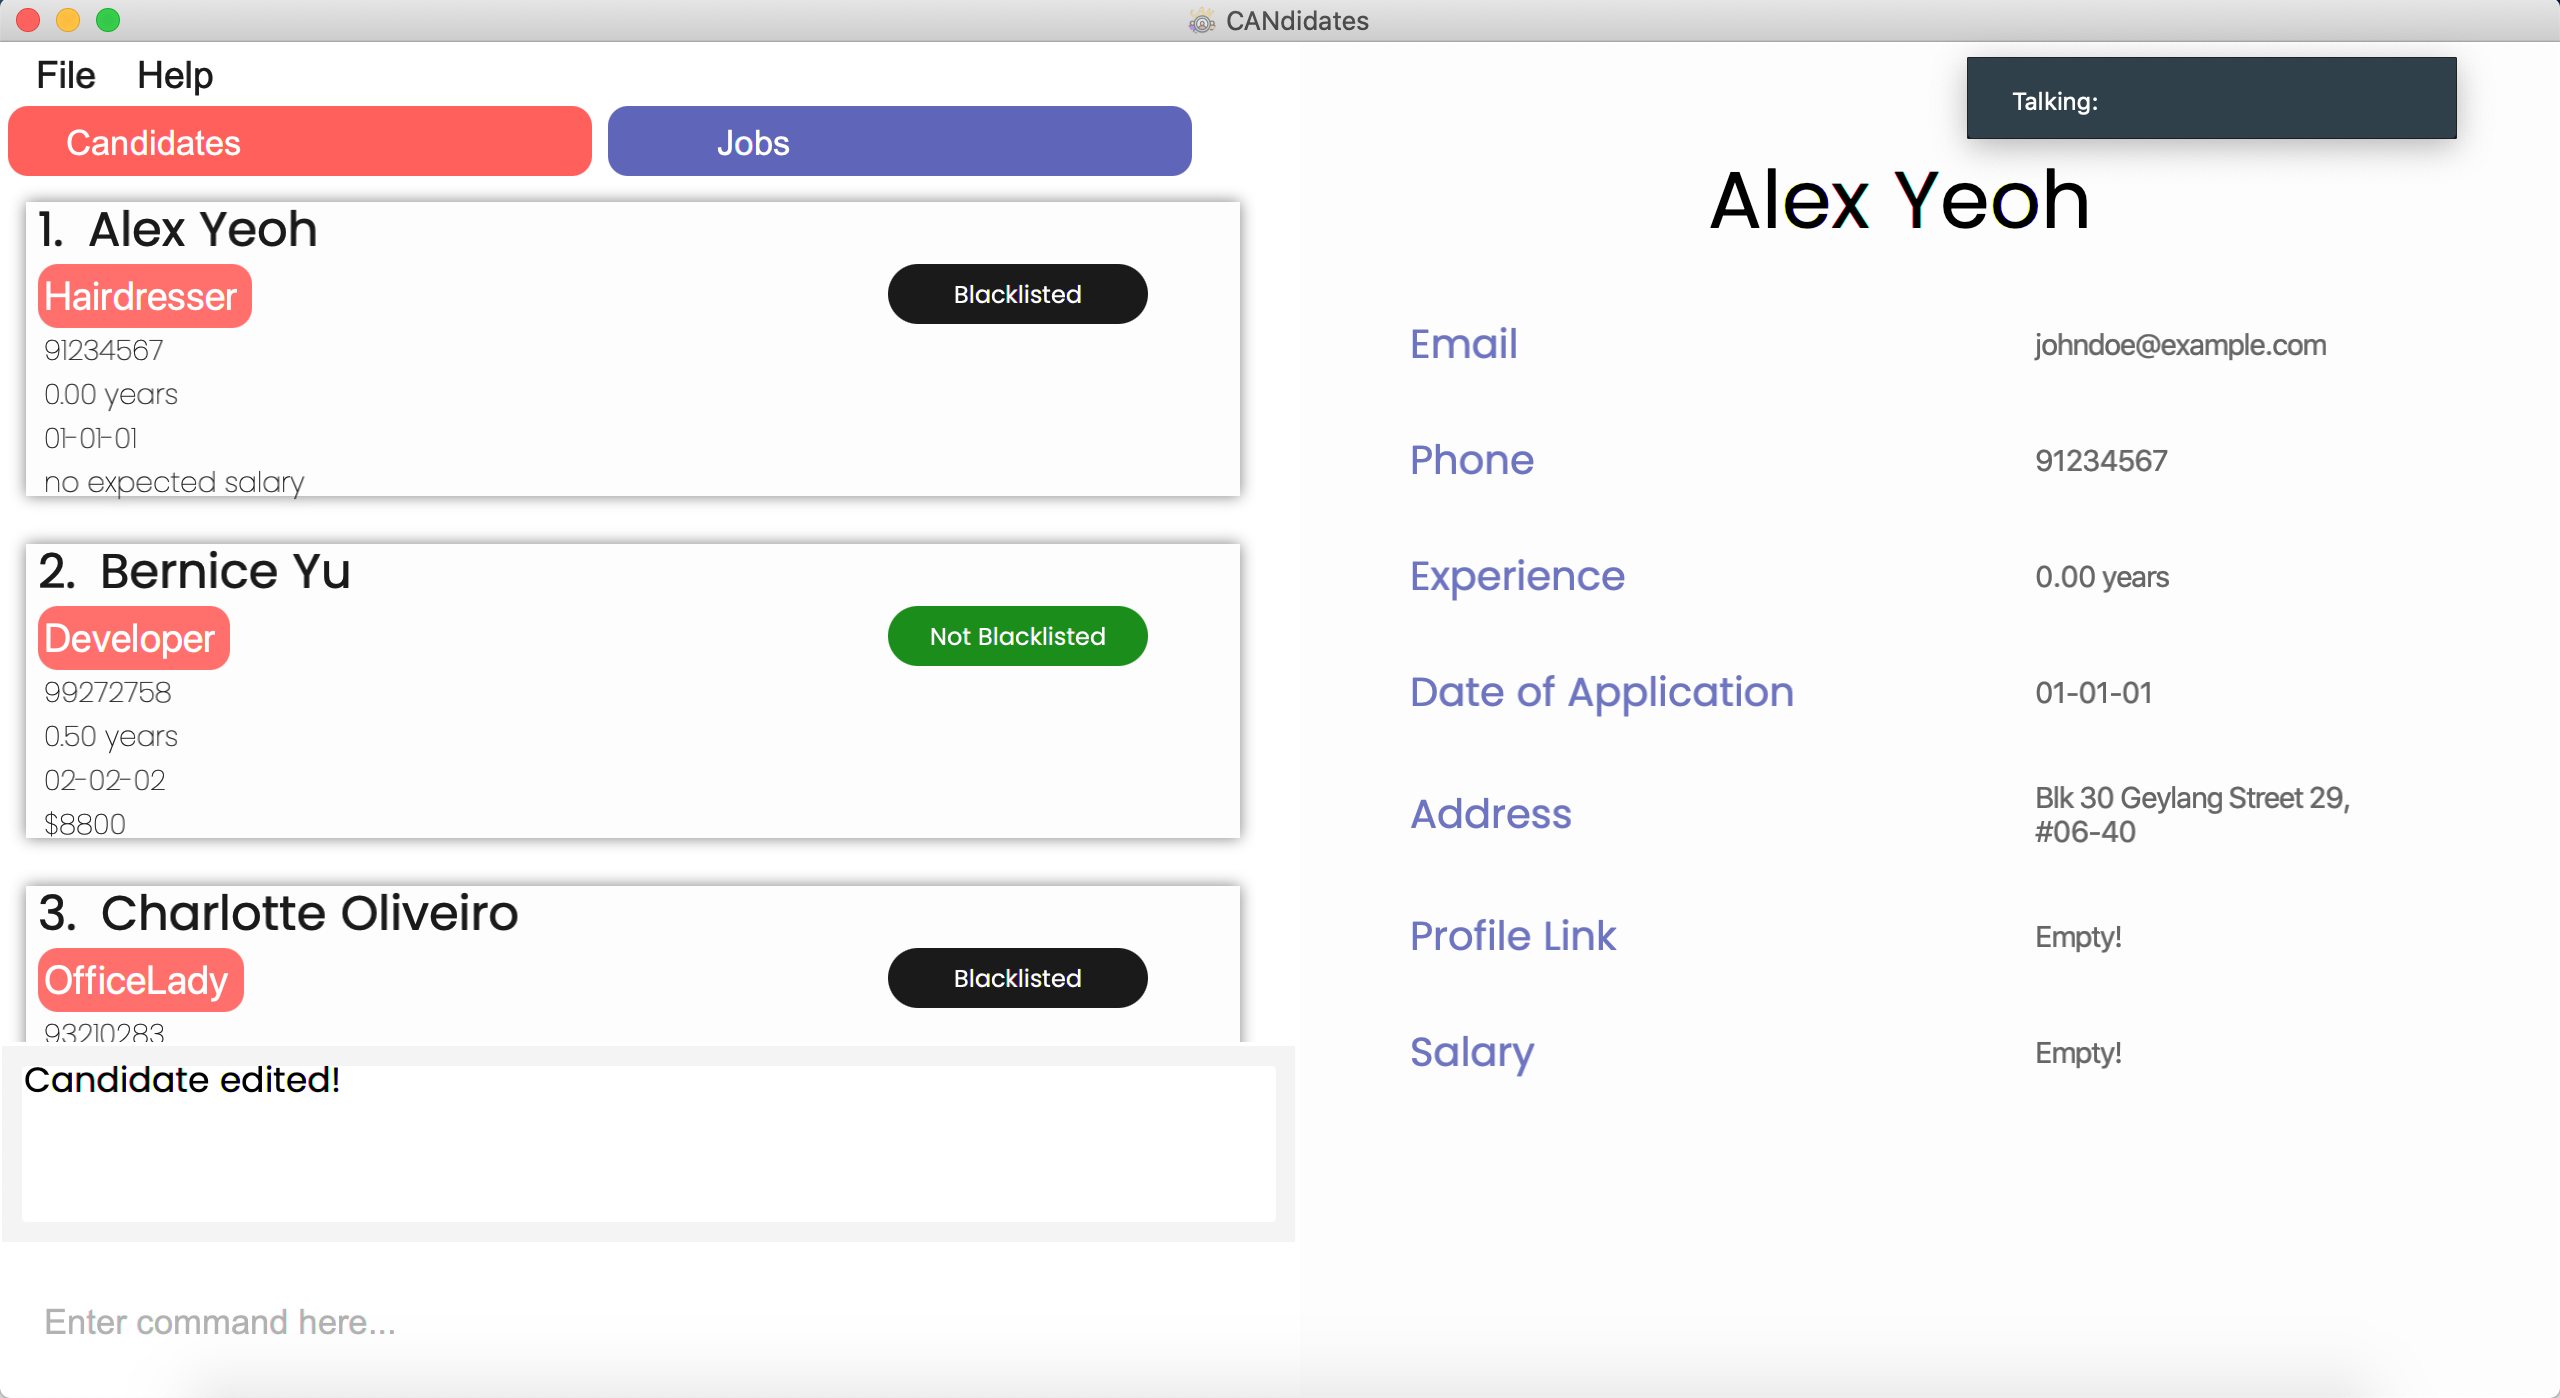 CANdidates
File Help
Talking:
Candidates
Jobs
1. Alex Yeoh
Hairdresser
Blacklisted
91234567
0.00 years
01-01-01
no expected salary
2. Bernice Yu
Developer
Not Blacklisted
99272758
0.50 years
02-02-02
$8800
3. Charlotte Oliveiro
OfficeLady
Blacklisted
93210283
Candidate edited!
Enter command here...
Alex Yeoh
Email johndoe@example.com
Phone 91234567
Experience 0.00 years
Date of Application 01-01-01
Address Blk 30 Geylang Street 29,
#06-40
Profile Link Empty!
Salary Empty!